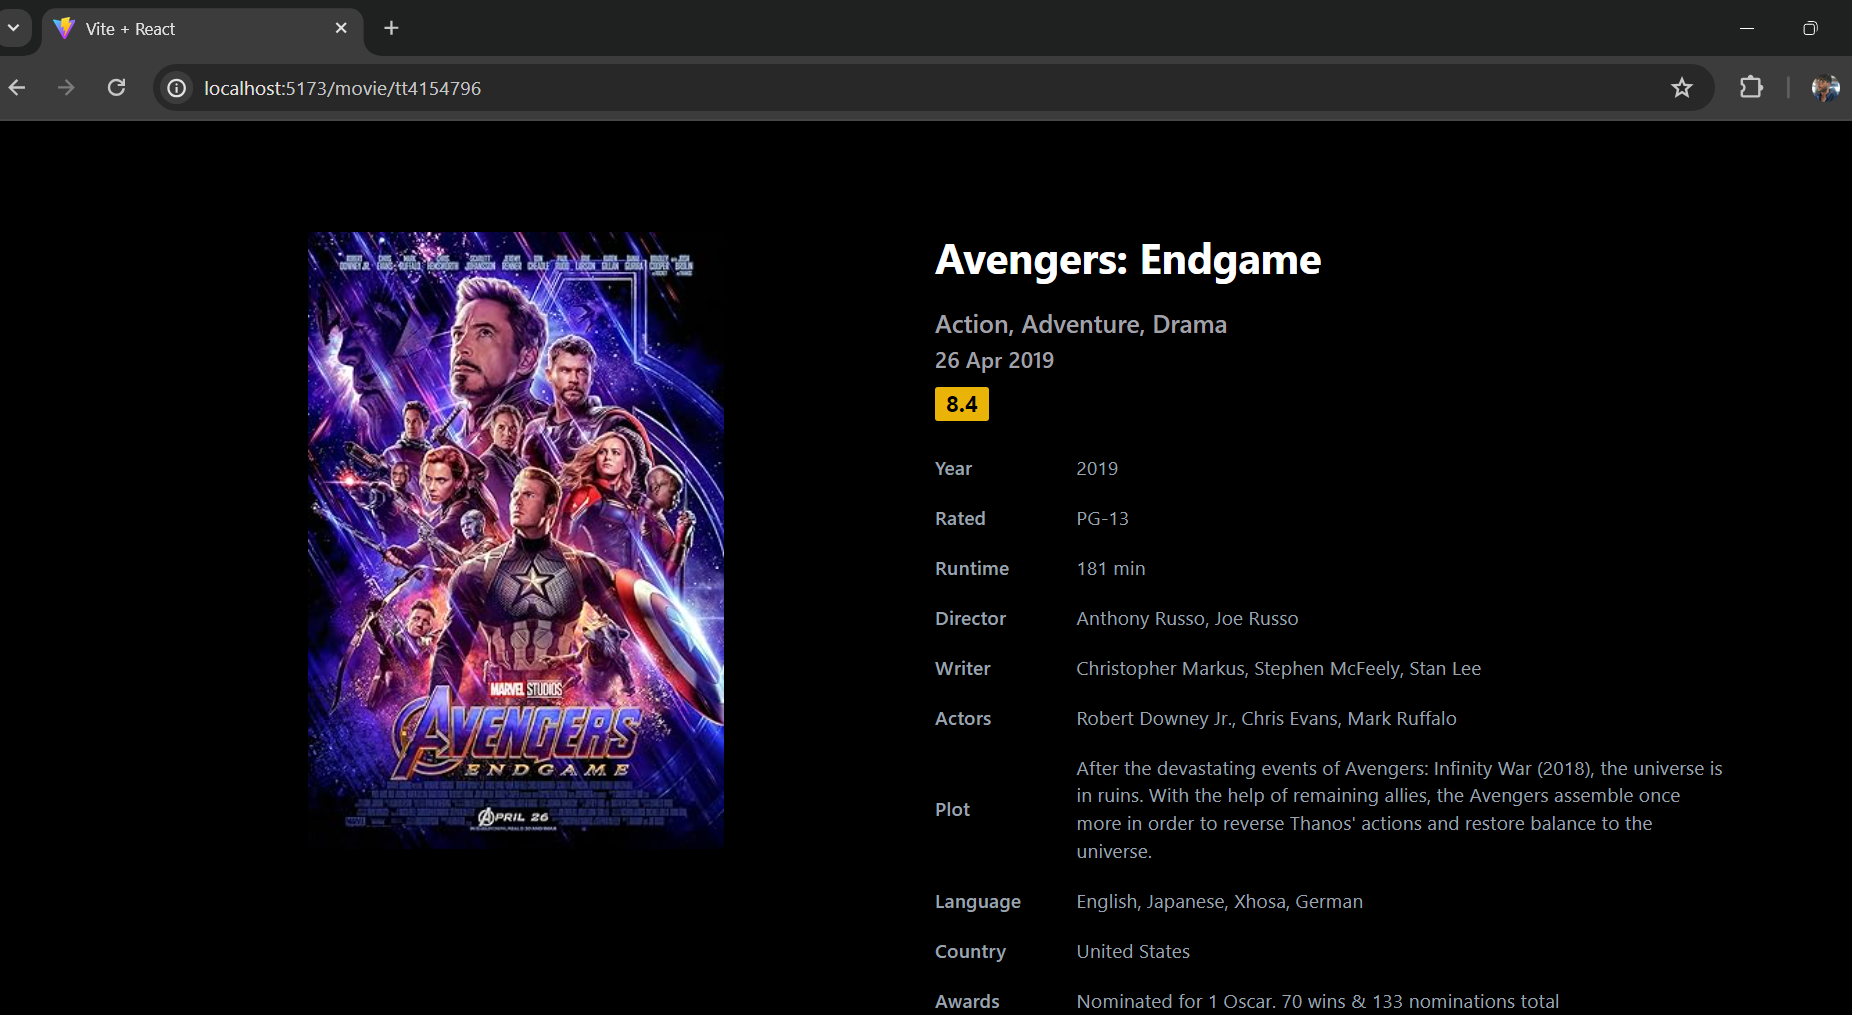 Vite + React
localhost:5173/movie/tt4154796
Avengers: Endgame
Action, Adventure, Drama
26 Apr 2019
8.4
Year 2019
Rated PG-13
Runtime 181 min
Director Anthony Russo, Joe Russo
Writer Christopher Markus, Stephen McFeely, Stan Lee
Actors Robert Downey Jr., Chris Evans, Mark Ruffalo
Plot After the devastating events of Avengers: Infinity War (2018), the universe is
in ruins. With the help of remaining allies, the Avengers assemble once
more in order to reverse Thanos' actions and restore balance to the
universe.
Language English, Japanese, Xhosa, German
Country United States
Awards Nominated for 1 Oscar. 70 wins & 133 nominations total
MARVEL STUDIOS
AVENGERS
ENDGAME
APRIL 26